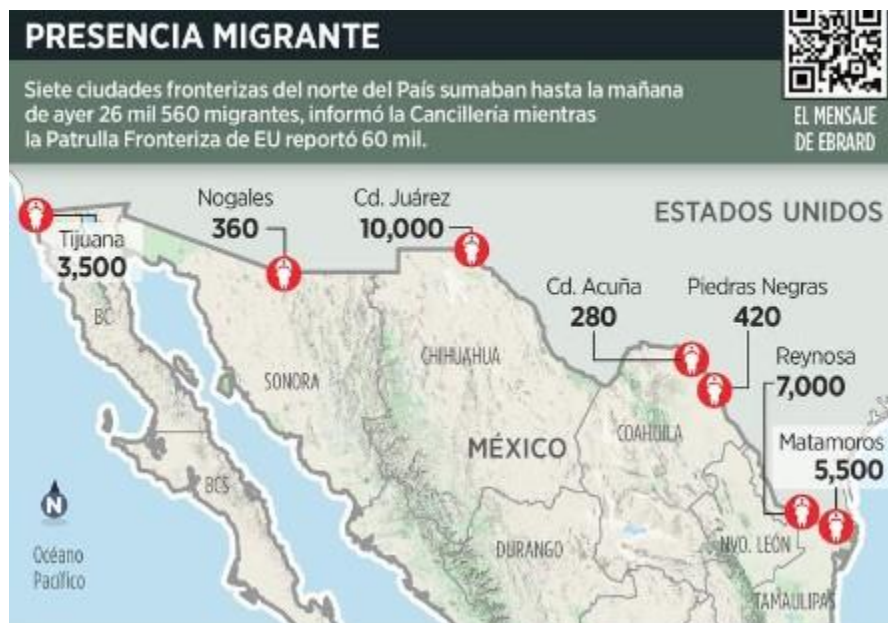 PRESENCIA MIGRANTE
Siete ciudades fronterizas del norte del País sumaban hasta la mañana
de ayer 26 mil 560 migrantes, informó la Cancillería mientras
la Patrulla Fronteriza de EU reportó 60 mil.
EL MENSAJE
DE EBRARD
ESTADOS UNIDOS
Tijuana
3,500
Nogales
360
Cd. Juárez
10,000
Cd. Acuña
280
Piedras Negras
420
Reynosa
7,000
Matamoros
5,500
BC
SONORA
CHIHUAHUA
COAHUILA
MÉXICO
BCS
N
Océano
Pacífico
DURANGO
NVO. LEÓN
TAMAULIPAS